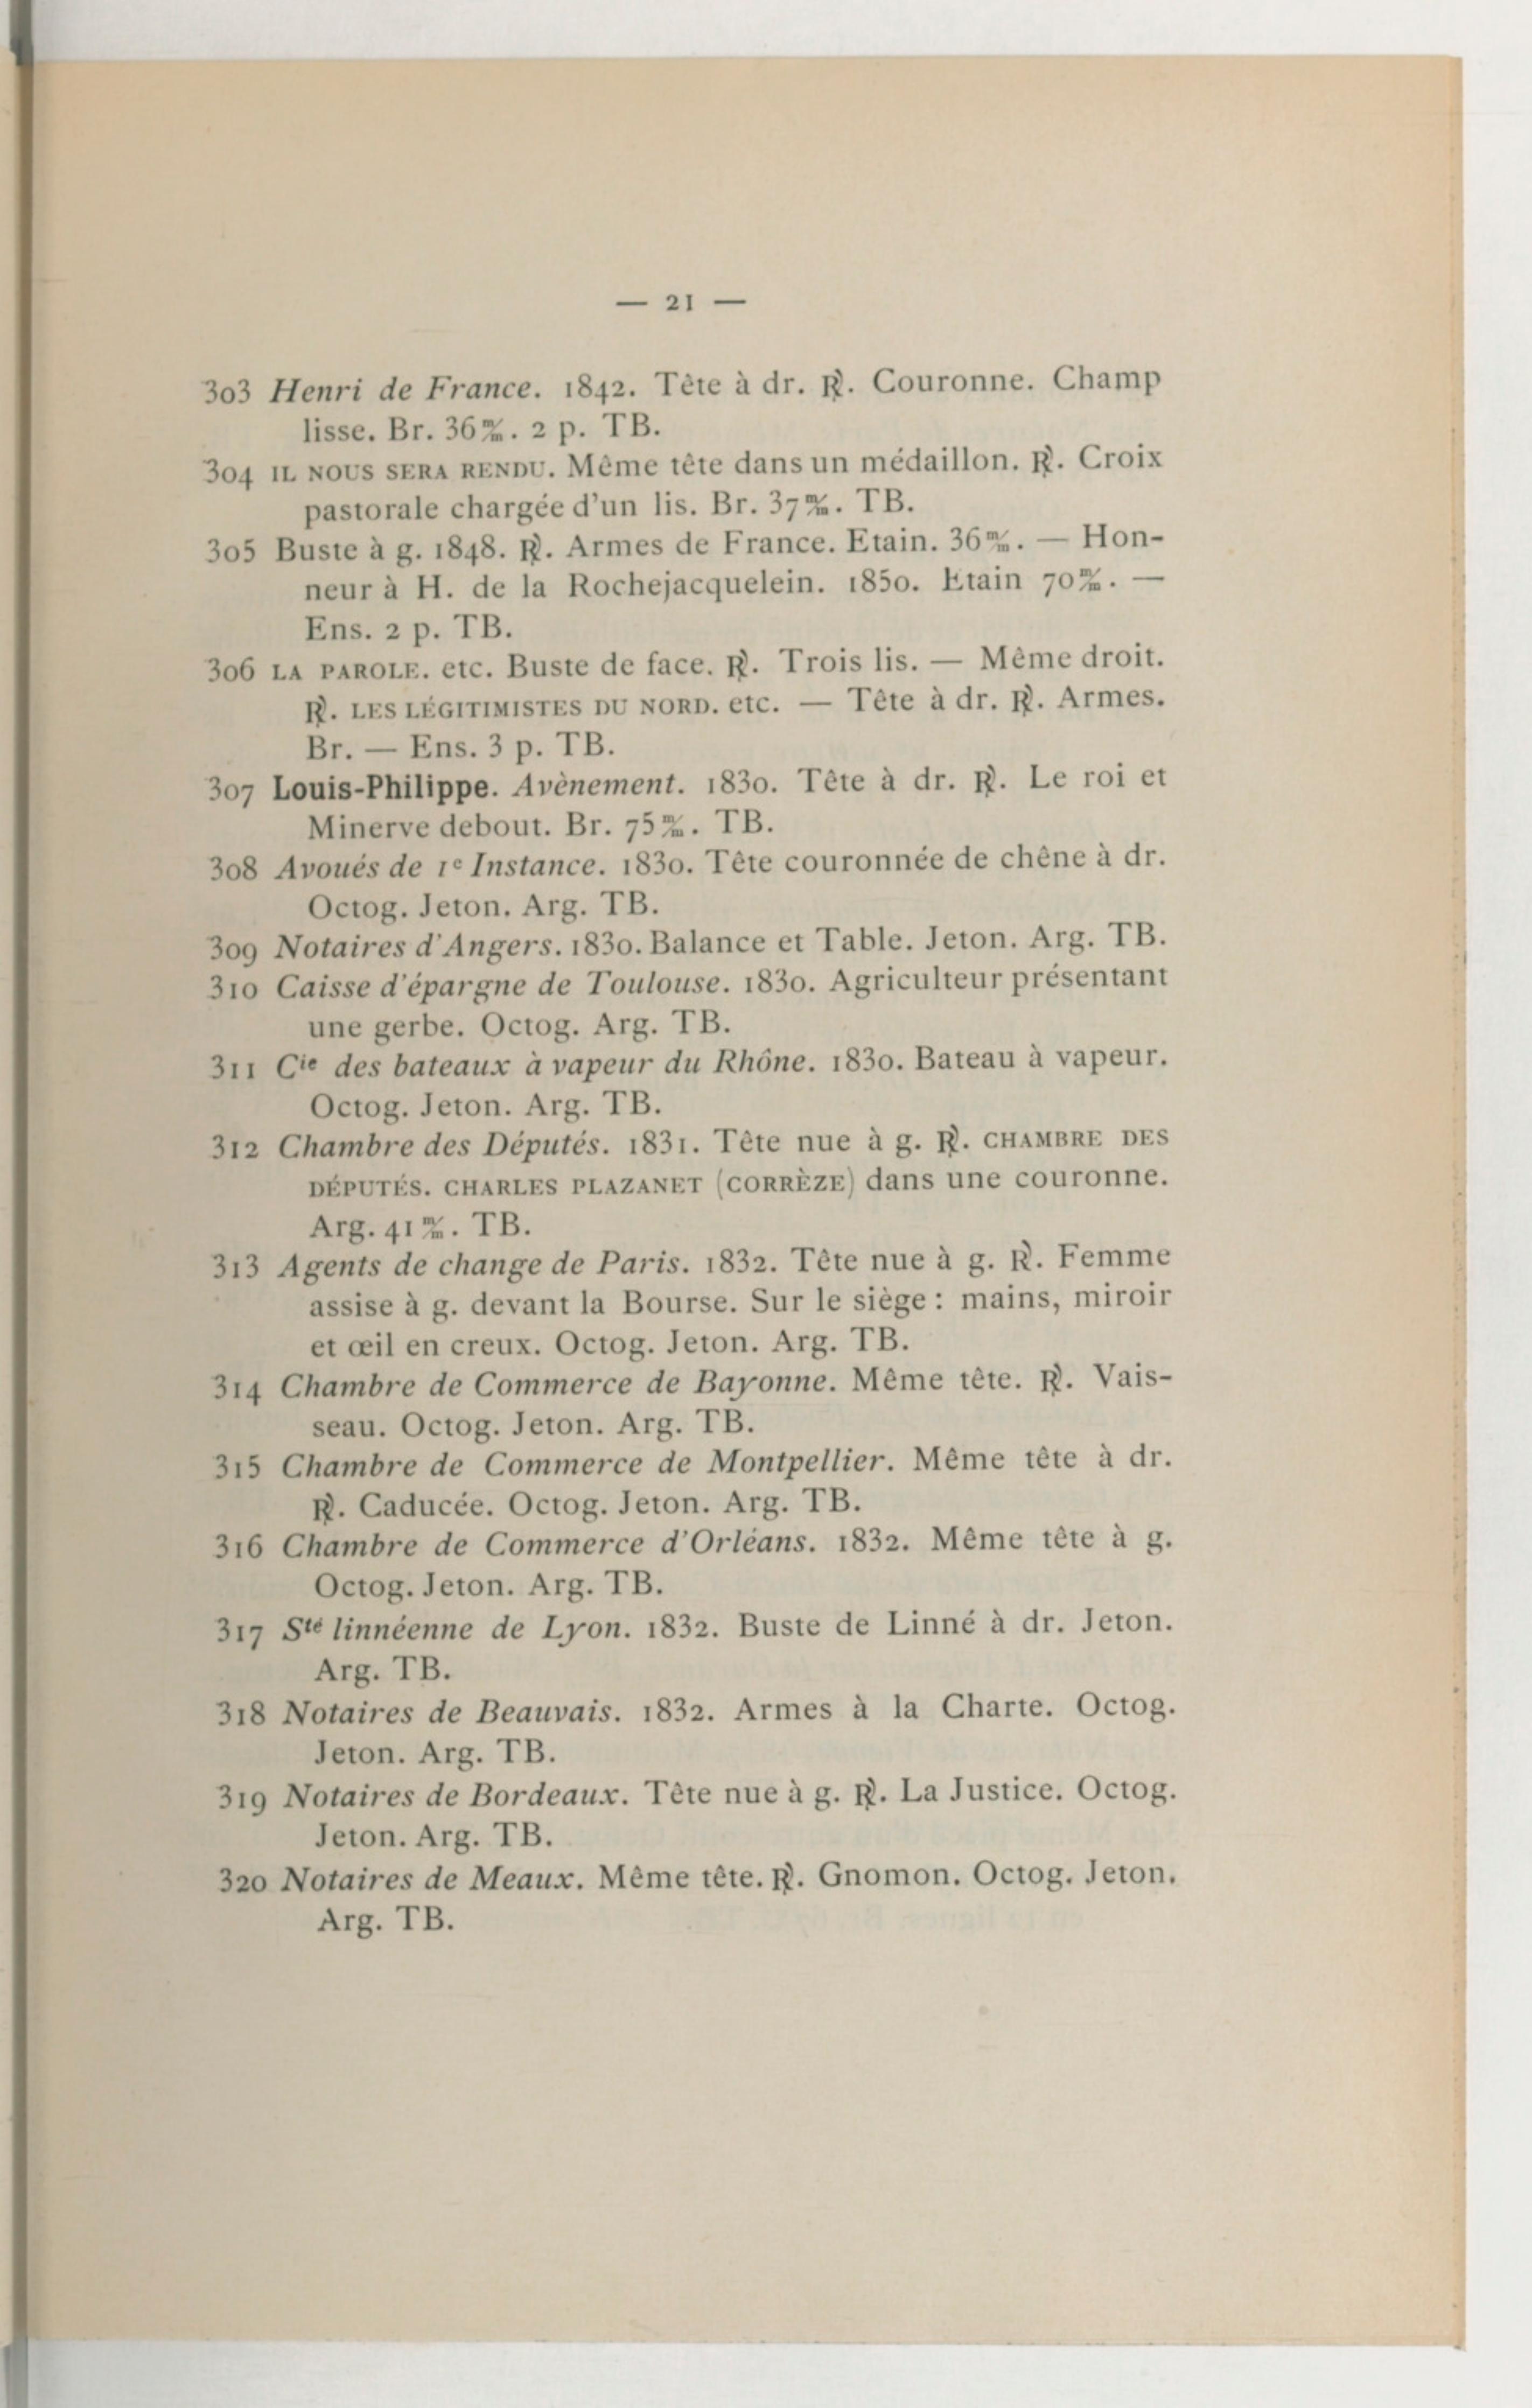 — 21 —
303 Henri de France. 1842. Tête à dr. ℟. Couronne. Champ
lisse. Br. 36 m/m. 2 p. TB.
304 IL NOUS SERA RENDU. Même tête dans un médaillon. ℟. Croix
pastorale chargée d'un lis. Br. 37 m/m. TB.
305 Buste à g. 1848. ℟. Armes de France. Etain. 36 m/m. — Hon-
neur à H. de la Rochejacquelein. 1850. Etain 70 m/m. —
Ens. 2 p. TB.
306 LA PAROLE. etc. Buste de face. ℟. Trois lis. — Même droit.
℟. LES LÉGITIMISTES DU NORD. etc. — Tête à dr. ℟. Armes.
Br. — Ens. 3 p. TB.
307 Louis-Philippe. Avènement. 1830. Tête à dr. ℟. Le roi et
Minerve debout. Br. 75 m/m. TB.
308 Avoués de 1e Instance. 1830. Tête couronnée de chêne à dr.
Octog. Jeton. Arg. TB.
309 Notaires d'Angers. 1830. Balance et Table. Jeton. Arg. TB.
310 Caisse d'épargne de Toulouse. 1830. Agriculteur présentant
une gerbe. Octog. Arg. TB.
311 Cie des bateaux à vapeur du Rhône. 1830. Bateau à vapeur.
Octog. Jeton. Arg. TB.
312 Chambre des Députés. 1831. Tête nue à g. ℟. CHAMBRE DES
DÉPUTÉS. CHARLES PLAZANET (CORRÈZE) dans une couronne.
Arg. 41 m/m. TB.
313 Agents de change de Paris. 1832. Tête nue à g. ℟. Femme
assise à g. devant la Bourse. Sur le siège : mains, miroir
et œil en creux. Octog. Jeton. Arg. TB.
314 Chambre de Commerce de Bayonne. Même tête. ℟. Vais-
seau. Octog. Jeton. Arg. TB.
315 Chambre de Commerce de Montpellier. Même tête à dr.
℟. Caducée. Octog. Jeton. Arg. TB.
316 Chambre de Commerce d'Orléans. 1832. Même tête à g.
Octog. Jeton. Arg. TB.
317 Sté linnéenne de Lyon. 1832. Buste de Linné à dr. Jeton.
Arg. TB.
318 Notaires de Beauvais. 1832. Armes à la Charte. Octog.
Jeton. Arg. TB.
319 Notaires de Bordeaux. Tête nue à g. ℟. La Justice. Octog.
Jeton. Arg. TB.
320 Notaires de Meaux. Même tête. ℟. Gnomon. Octog. Jeton.
Arg. TB.